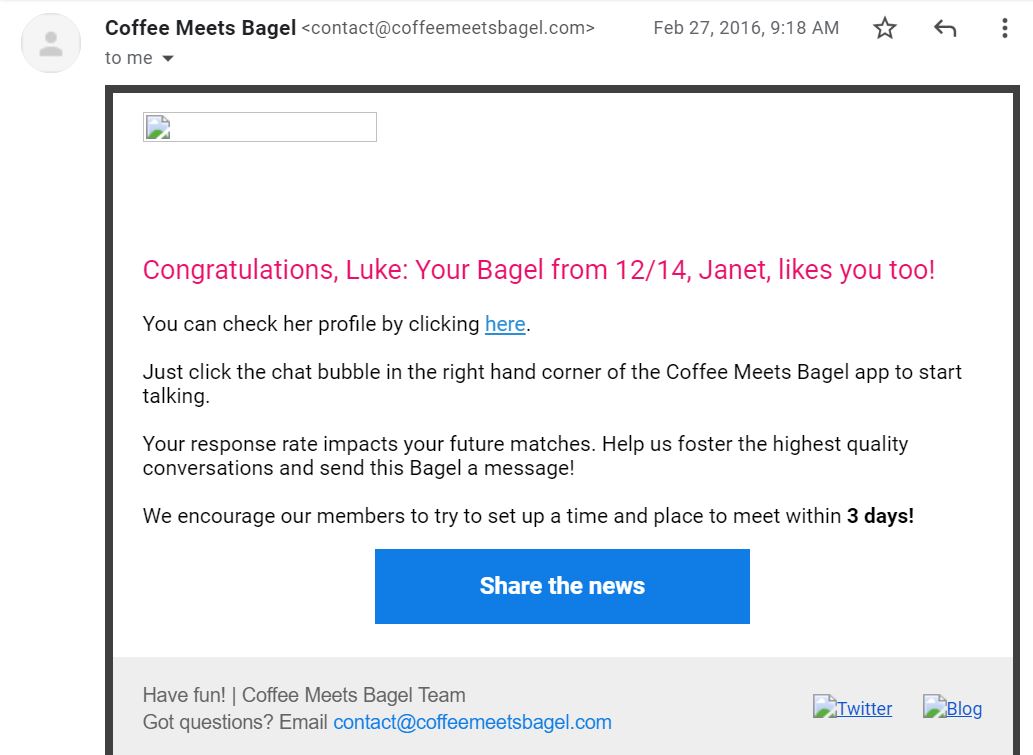 Coffee Meets Bagel <contact@coffeemeetsbagel.com> Feb 27, 2016, 9:18 AM
to me
Congratulations, Luke: Your Bagel from 12/14, Janet, likes you too!
You can check her profile by clicking here.
Just click the chat bubble in the right hand corner of the Coffee Meets Bagel app to start
talking.
Your response rate impacts your future matches. Help us foster the highest quality
conversations and send this Bagel a message!
We encourage our members to try to set up a time and place to meet within 3 days!
Share the news
Have fun! | Coffee Meets Bagel Team
Got questions? Email contact@coffeemeetsbagel.com
Twitter Blog